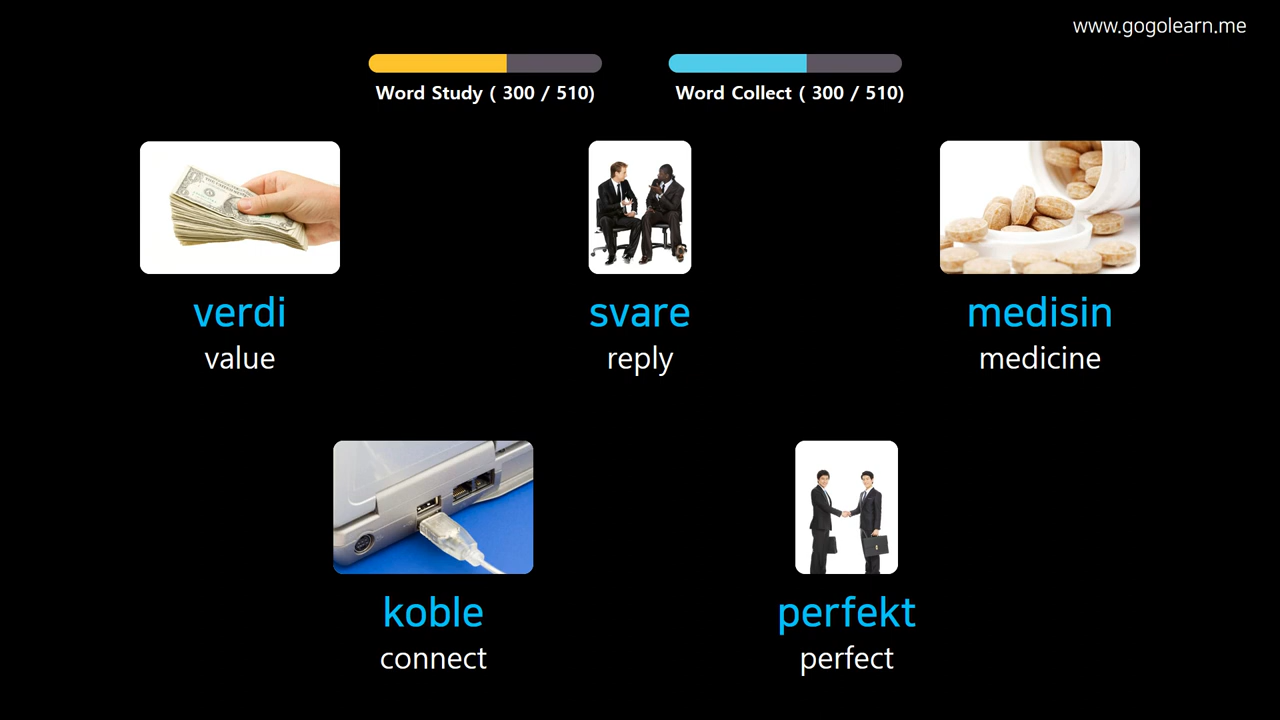 www.gogolearn.me
Word Study ( 300 / 510)
Word Collect ( 300 / 510)
verdi
value
svare
reply
medisin
medicine
koble
connect
perfekt
perfect